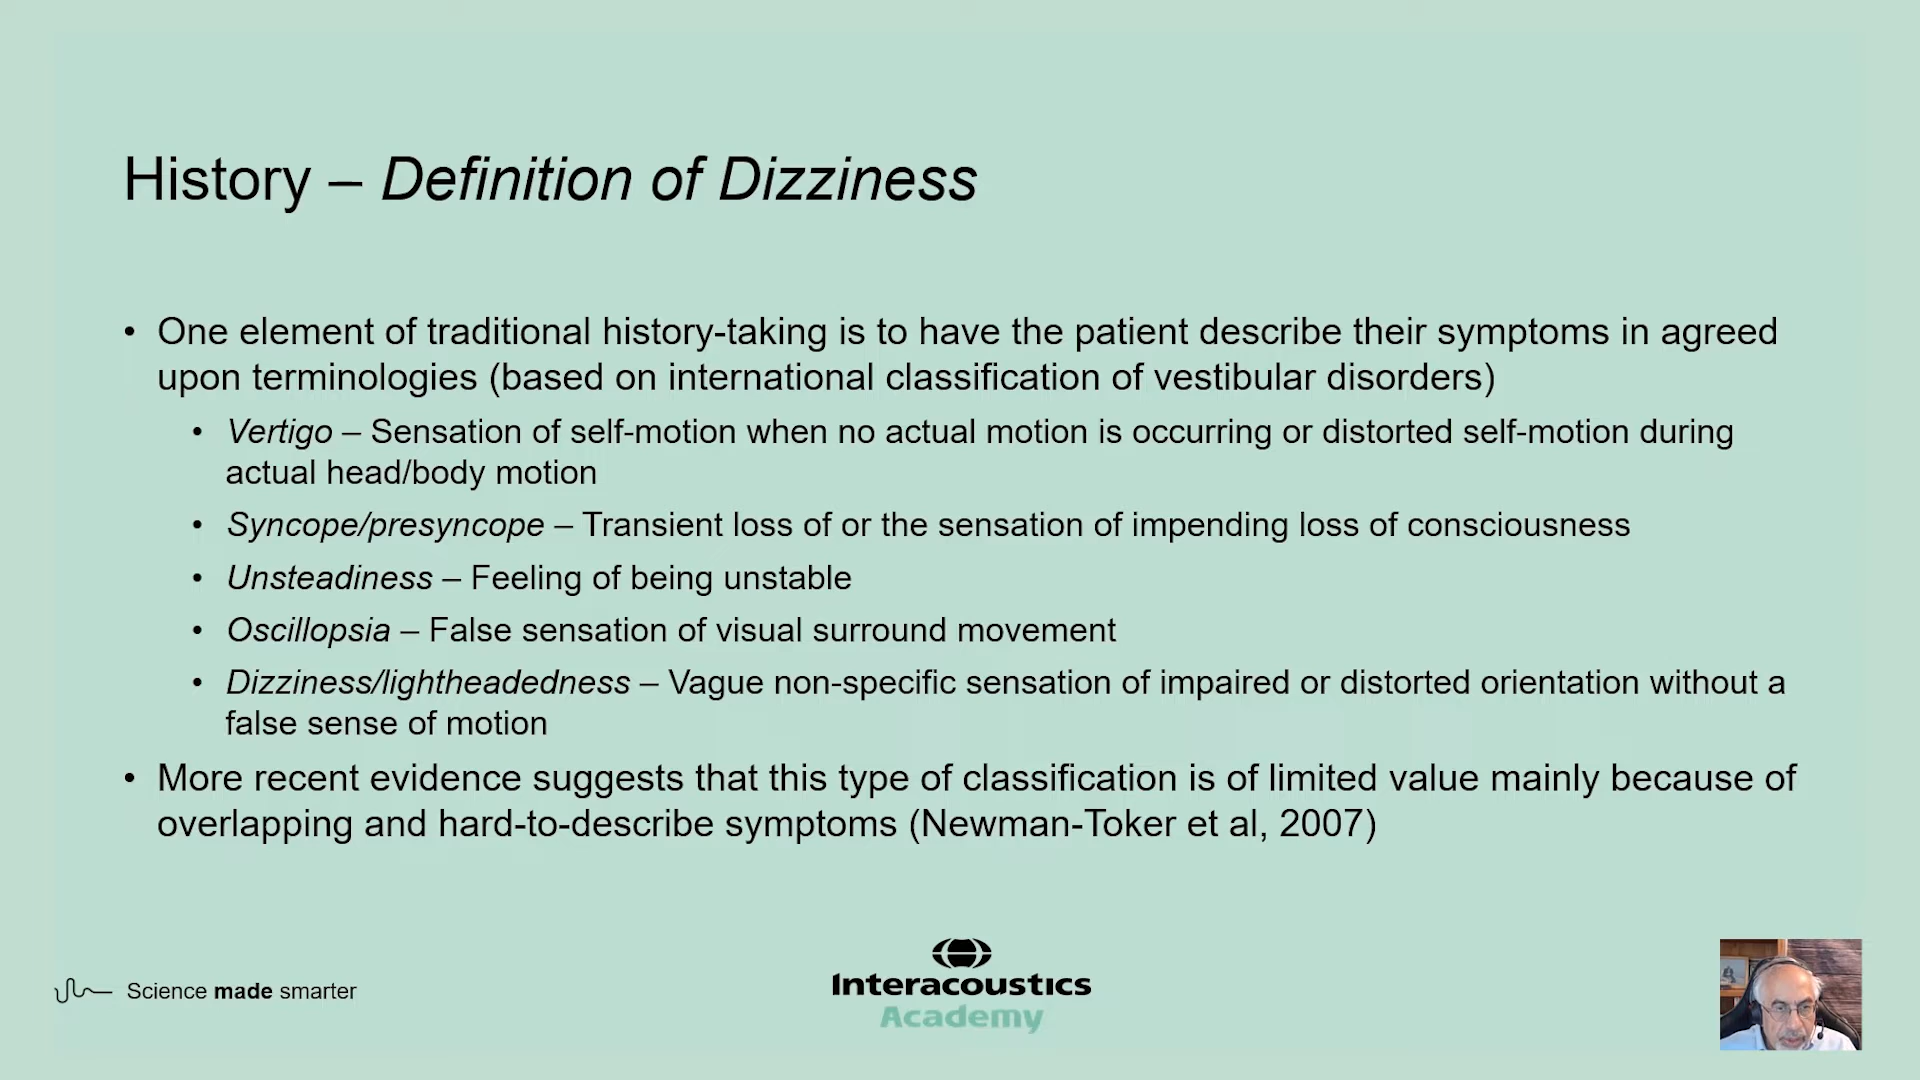 History – Definition of Dizziness
• One element of traditional history-taking is to have the patient describe their symptoms in agreed
upon terminologies (based on international classification of vestibular disorders)
• Vertigo – Sensation of self-motion when no actual motion is occurring or distorted self-motion during
actual head/body motion
• Syncope/presyncope – Transient loss of or the sensation of impending loss of consciousness
• Unsteadiness – Feeling of being unstable
• Oscillopsia – False sensation of visual surround movement
• Dizziness/lightheadedness – Vague non-specific sensation of impaired or distorted orientation without a
false sense of motion
• More recent evidence suggests that this type of classification is of limited value mainly because of
overlapping and hard-to-describe symptoms (Newman-Toker et al, 2007)
Science made smarter
Interacoustics
Academy